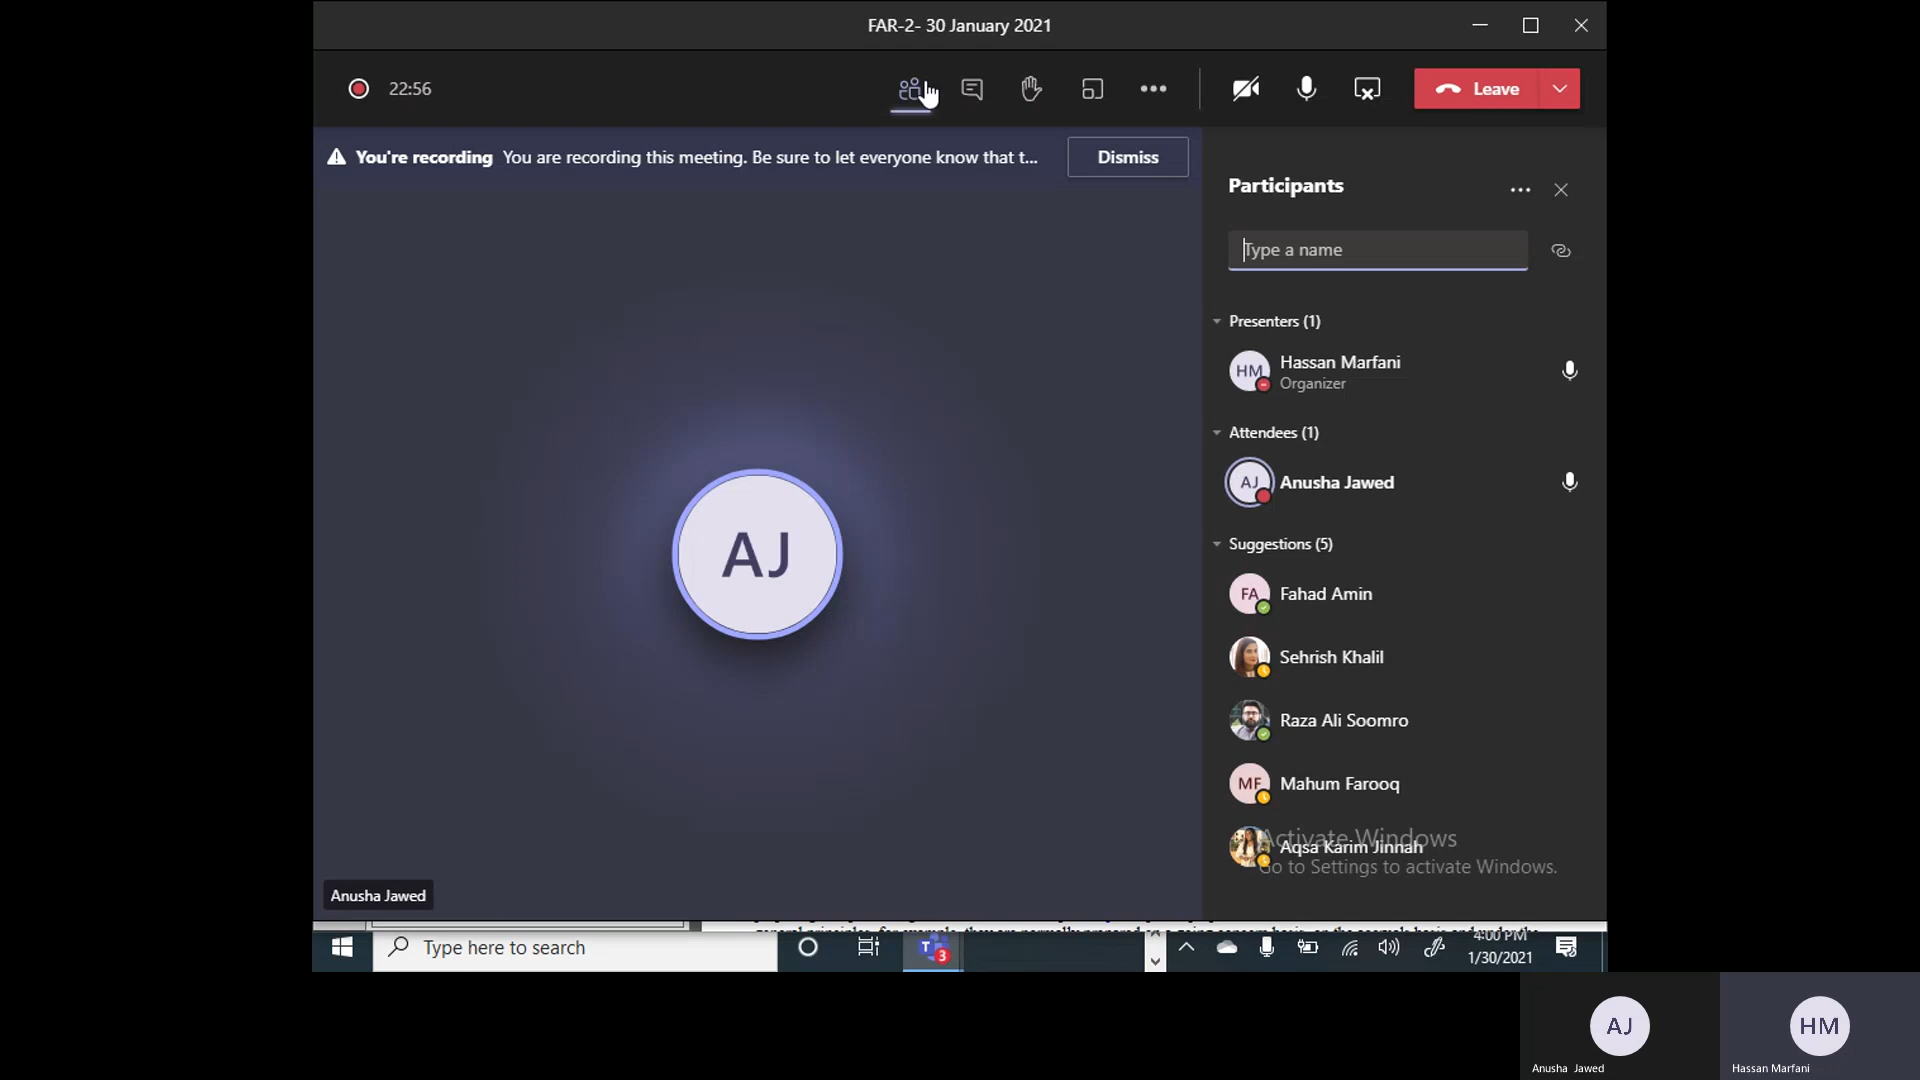 FAR-2- 30 January 2021
22:56
Leave
You're recording You are recording this meeting. Be sure to let everyone know that t...
Dismiss
Participants
Type a name
Presenters (1)
HM
Hassan Marfani
Organizer
Attendees (1)
AJ
Anusha Jawed
Suggestions (5)
FA
Fahad Amin
Sehrish Khalil
Raza Ali Soomro
MF
Mahum Farooq
Aqsa Karim Jinnah
Activate Windows
Go to Settings to activate Windows.
AJ
Anusha Jawed
Type here to search
T
3
4:00 PM
1/30/2021
AJ
Anusha Jawed
HM
Hassan Marfani